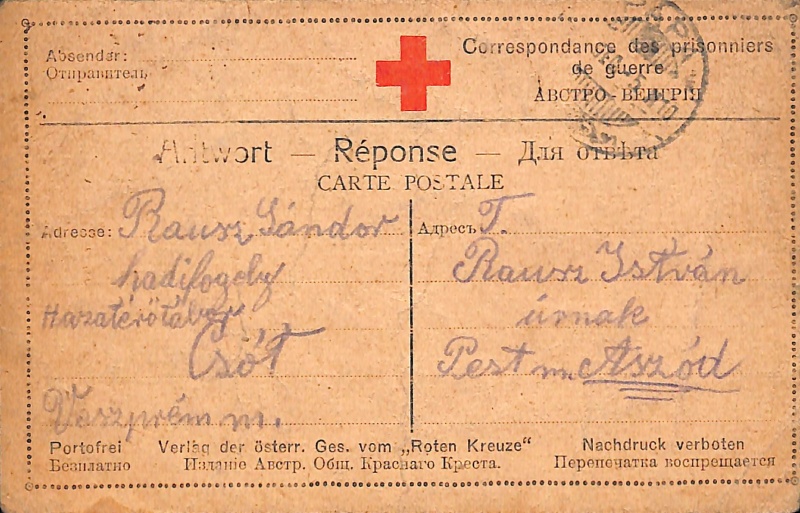 Absender:
Отправитель
Correspondance des prisonniers
de guerre
АВСТРО-ВЕНГРІЯ
Antwort — Réponse — Для отвѣта
CARTE POSTALE
Adresse: Rausz Sándor
hadifogoly
Hazatérőtábor
Csót
Veszprém m.
Адресъ T.
Rausz István
úrnak
Pest m. Aszód
Portofrei Verlag der österr. Ges. vom „Roten Kreuze“ Nachdruck verboten
Безплатно Изданіе Австр. Общ. Краснаго Креста. Перепечатка воспрещается